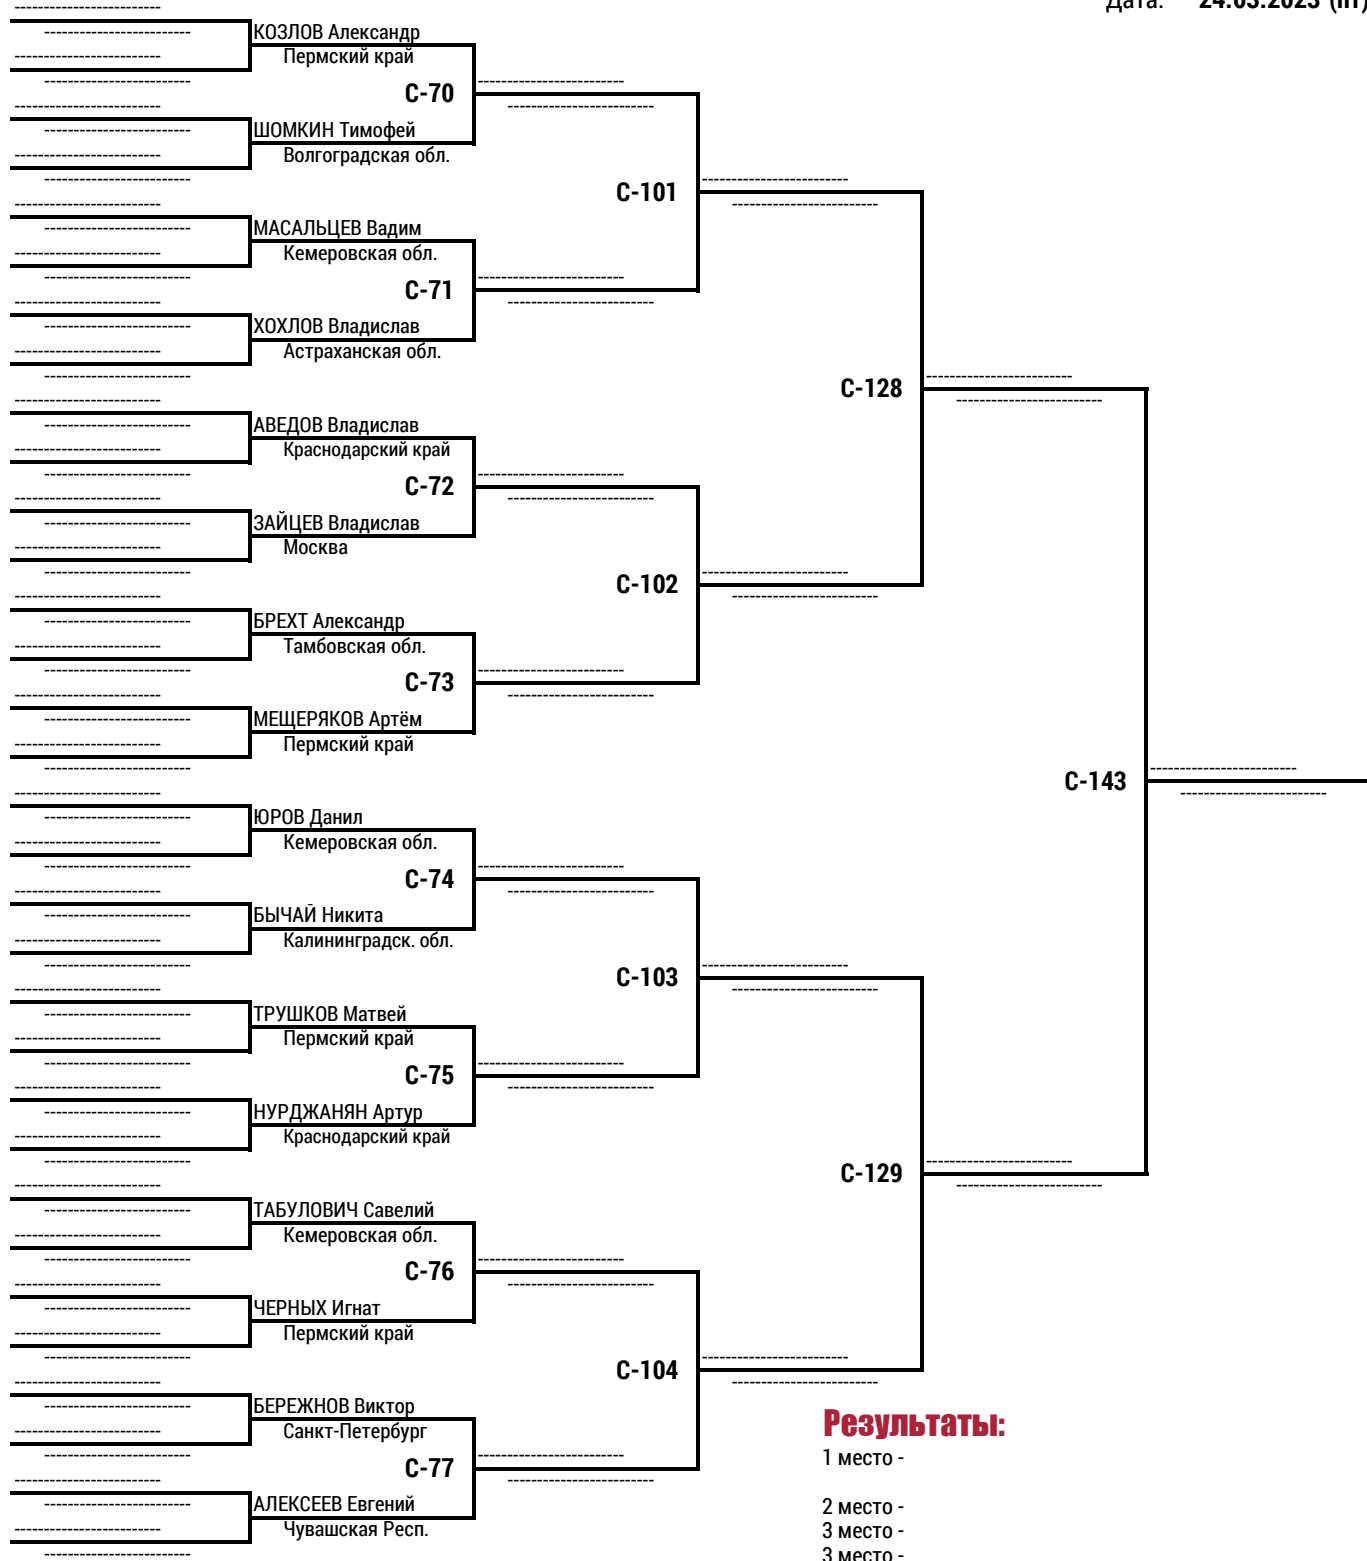 Дата: 24.03.2023 (пт)
КОЗЛОВ Александр
Пермский край
С-70
ШОМКИН Тимофей
Волгоградская обл.
С-101
МАСАЛЬЦЕВ Вадим
Кемеровская обл.
С-71
ХОХЛОВ Владислав
Астраханская обл.
С-128
АВЕДОВ Владислав
Краснодарский край
С-72
ЗАЙЦЕВ Владислав
Москва
С-102
БРЕХТ Александр
Тамбовская обл.
С-73
МЕЩЕРЯКОВ Артём
Пермский край
С-143
ЮРОВ Данил
Кемеровская обл.
С-74
БЫЧАЙ Никита
Калининградск. обл.
С-103
ТРУШКОВ Матвей
Пермский край
С-75
НУРДЖАНЯН Артур
Краснодарский край
С-129
ТАБУЛОВИЧ Савелий
Кемеровская обл.
С-76
ЧЕРНЫХ Игнат
Пермский край
С-104
БЕРЕЖНОВ Виктор
Санкт-Петербург
С-77
АЛЕКСЕЕВ Евгений
Чувашская Респ.
Результаты:
1 место -
2 место -
3 место -
3 место -